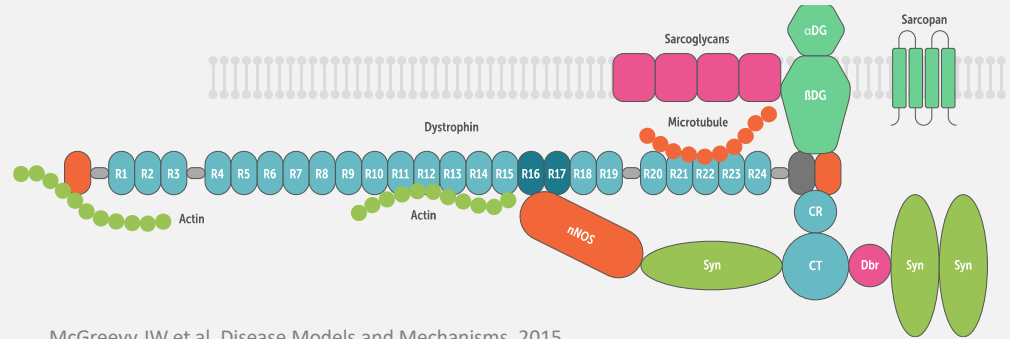 αDG
Sarcopan
Sarcoglycans
ßDG
Microtubule
Dystrophin
R1 R2 R3 R4 R5 R6 R7 R8 R9 R10 R11 R12 R13 R14 R15 R16 R17 R18 R19 R20 R21 R22 R23 R24
Actin
Actin
CR
nNOS
Syn
CT
Dbr
Syn
Syn
McGreevy JW et al. Disease Models and Mechanisms, 2015